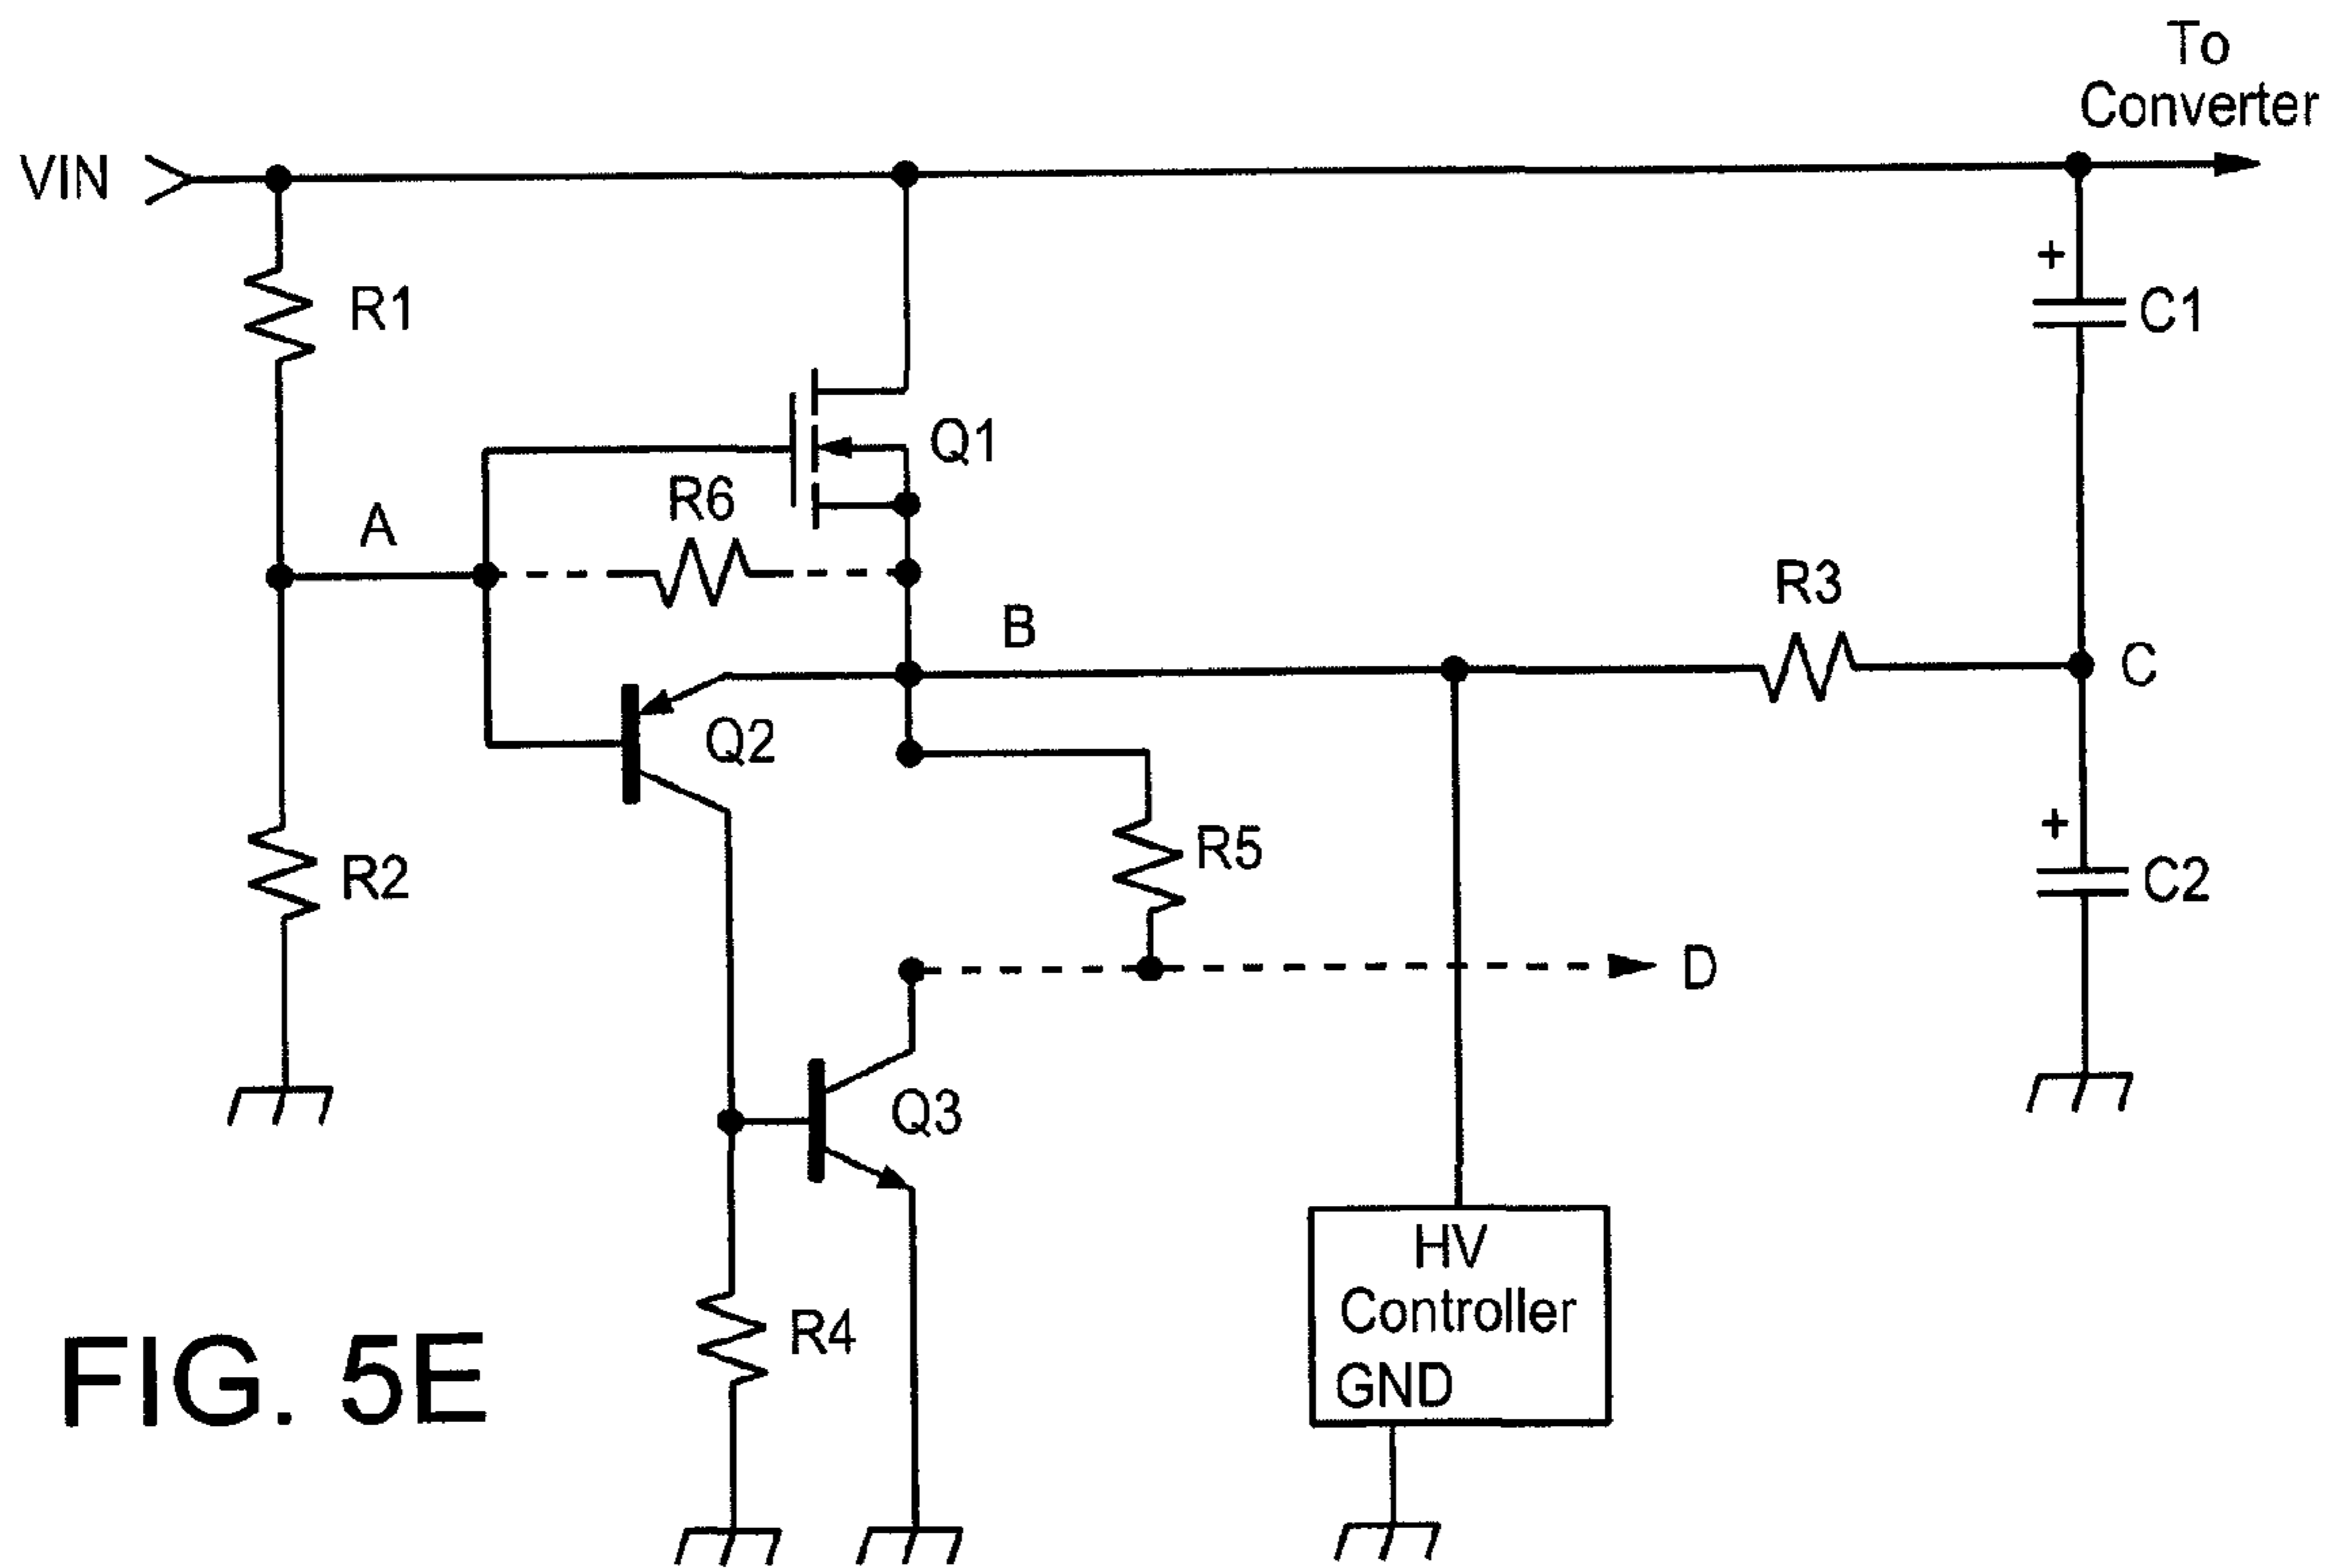 To
Converter
VIN
+
R1
C1
Q1
R6
A
R3
B
C
Q2
+
R5
R2
C2
D
Q3
HV
Controller
GND
R4
FIG. 5E